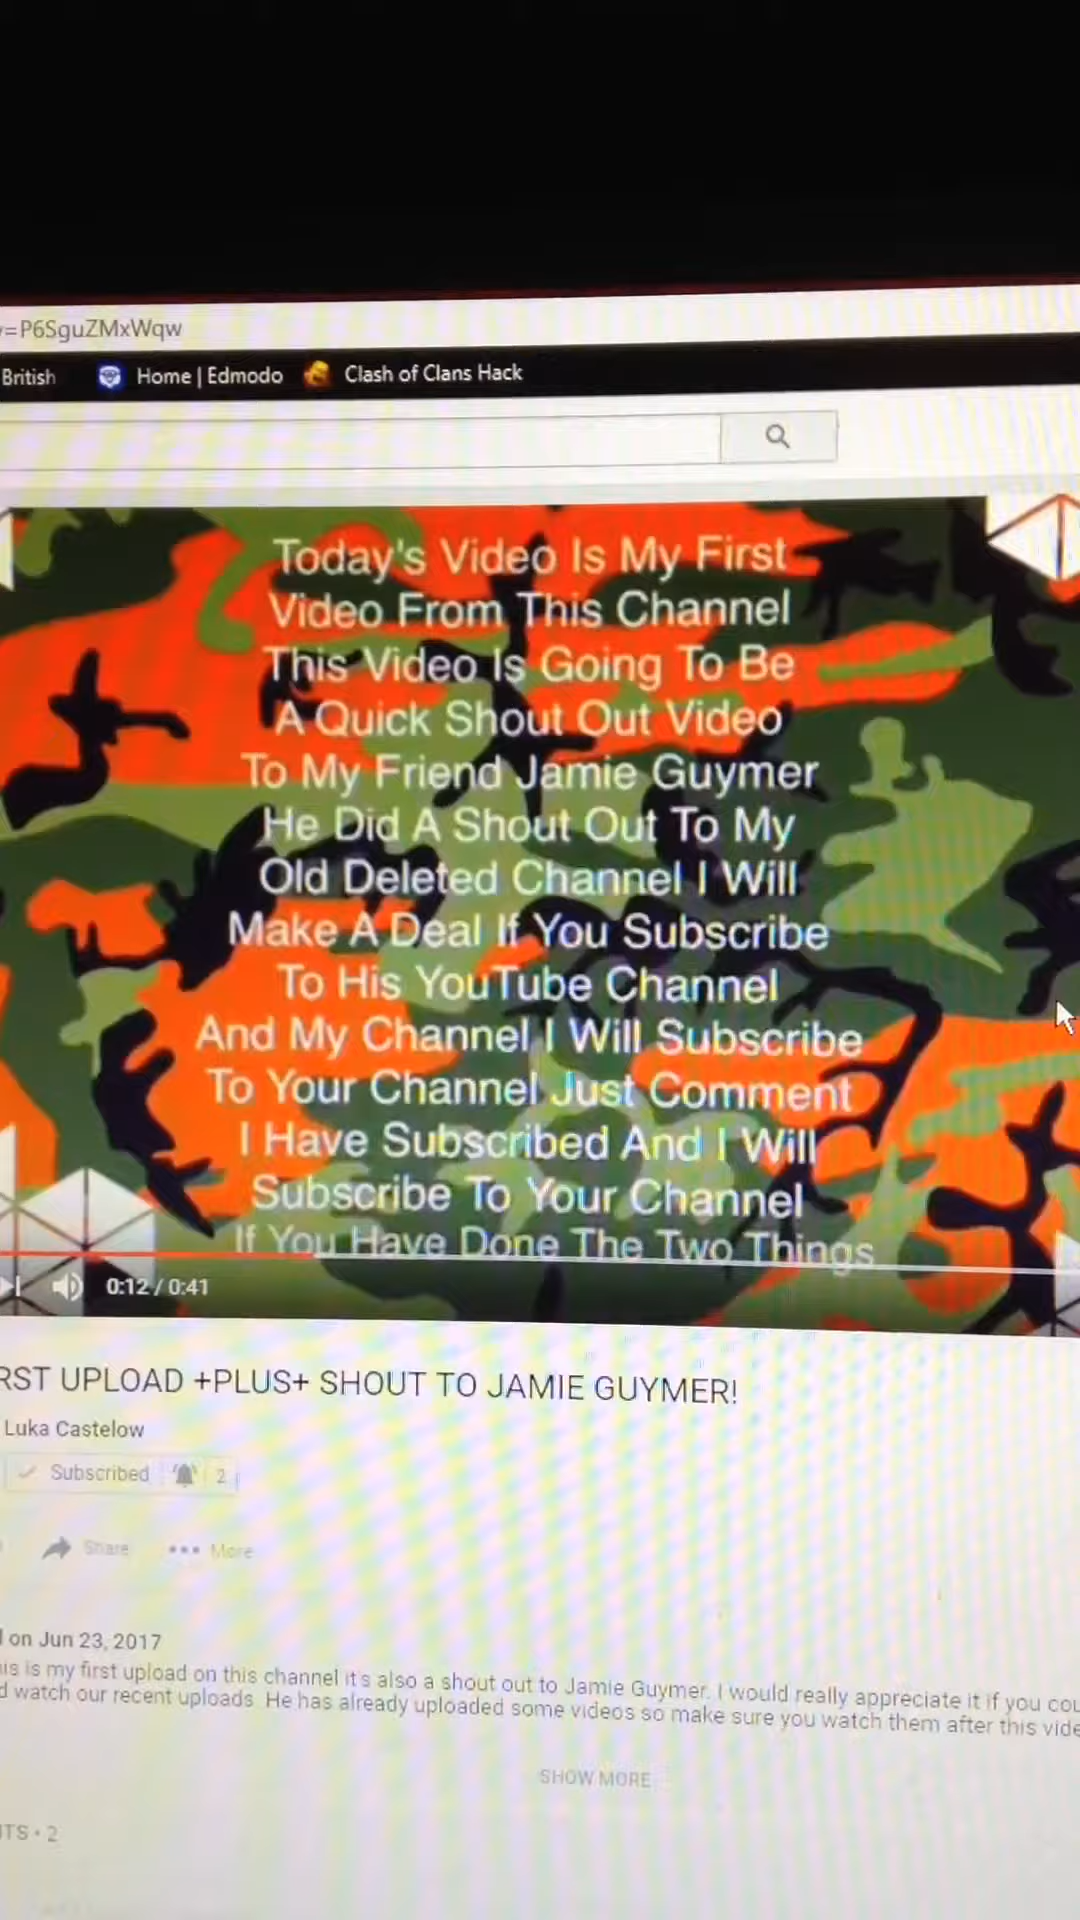 v=P6SguZMxWqw
British Home | Edmodo Clash of Clans Hack
Today's Video Is My First
Video From This Channel
This Video Is Going To Be
A Quick Shout Out Video
To My Friend Jamie Guymer
He Did A Shout Out To My
Old Deleted Channel I Will
Make A Deal If You Subscribe
To His YouTube Channel
And My Channel I Will Subscribe
To Your Channel Just Comment
I Have Subscribed And I Will
Subscribe To Your Channel
If You Have Done The Two Things
0:12 / 0:41
RST UPLOAD +PLUS+ SHOUT TO JAMIE GUYMER!
Luka Castelow
Subscribed 2
Share More
on Jun 23, 2017
is is my first upload on this channel it's also a shout out to Jamie Guymer. I would really appreciate it if you cou
d watch our recent uploads. He has already uploaded some videos so make sure you watch them after this vide
SHOW MORE
TS • 2